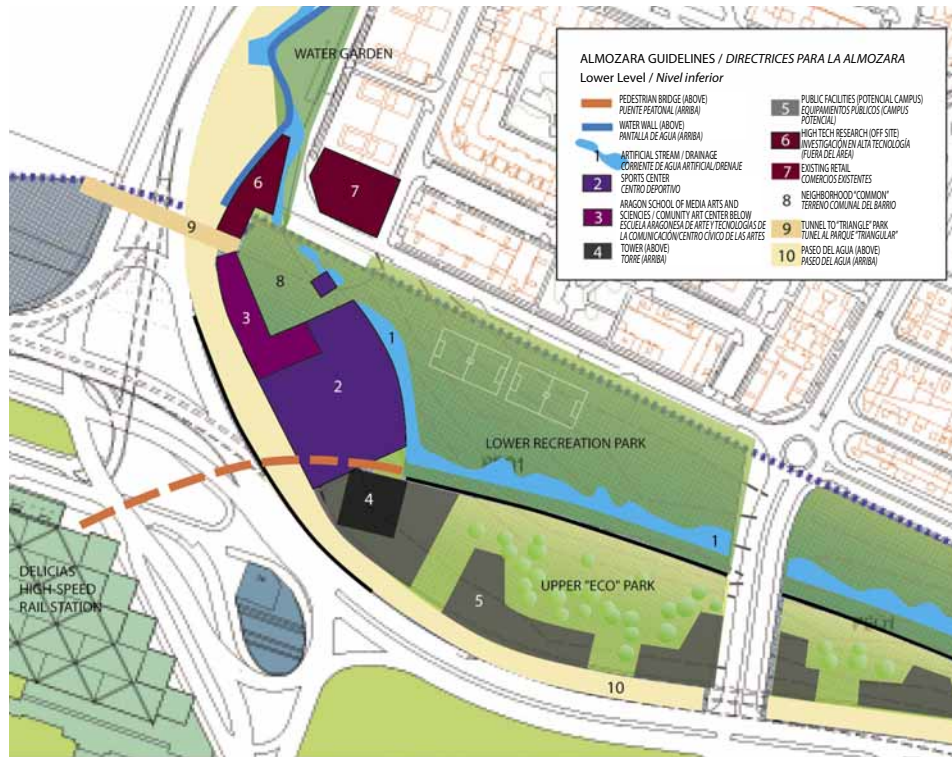 WATER GARDEN
ALMOZARA GUIDELINES / DIRECTRICES PARA LA ALMOZARA
Lower Level / Nivel inferior
PEDESTRIAN BRIDGE (ABOVE)
PUENTE PEATONAL (ARRIBA)
WATER WALL (ABOVE)
PANTALLA DE AGUA (ARRIBA)
1 ARTIFICIAL STREAM / DRAINAGE
CORRIENTE DE AGUA ARTIFICIAL/DRENAJE
2 SPORTS CENTER
CENTRO DEPORTIVO
3 ARAGON SCHOOL OF MEDIA ARTS AND
SCIENCES / COMUNITY ART CENTER BELOW
ESCUELA ARAGONESA DE ARTE Y TECNOLOGÍAS DE
LA COMUNICACIÓN/CENTRO CÍVICO DE LAS ARTES
4 TOWER (ABOVE)
TORRE (ARRIBA)
5 PUBLIC FACILITIES (POTENCIAL CAMPUS)
EQUIPAMIENTOS PÚBLICOS (CAMPUS
POTENCIAL)
6 HIGH TECH RESEARCH (OFF SITE)
INVESTIGACIÓN EN ALTA TECNOLOGÍA
(FUERA DEL ÁREA)
7 EXISTING RETAIL
COMERCIOS EXISTENTES
8 NEIGHBORHOOD "COMMON"
TERRENO COMUNAL DEL BARRIO
9 TUNNEL TO "TRIANGLE" PARK
TUNEL AL PARQUE "TRIANGULAR"
10 PASEO DEL AGUA (ABOVE)
PASEO DEL AGUA (ARRIBA)
6
7
9
8
3
1
2
LOWER RECREATION PARK
4
1
DELICIAS
HIGH-SPEED
RAIL STATION
UPPER "ECO" PARK
5
10